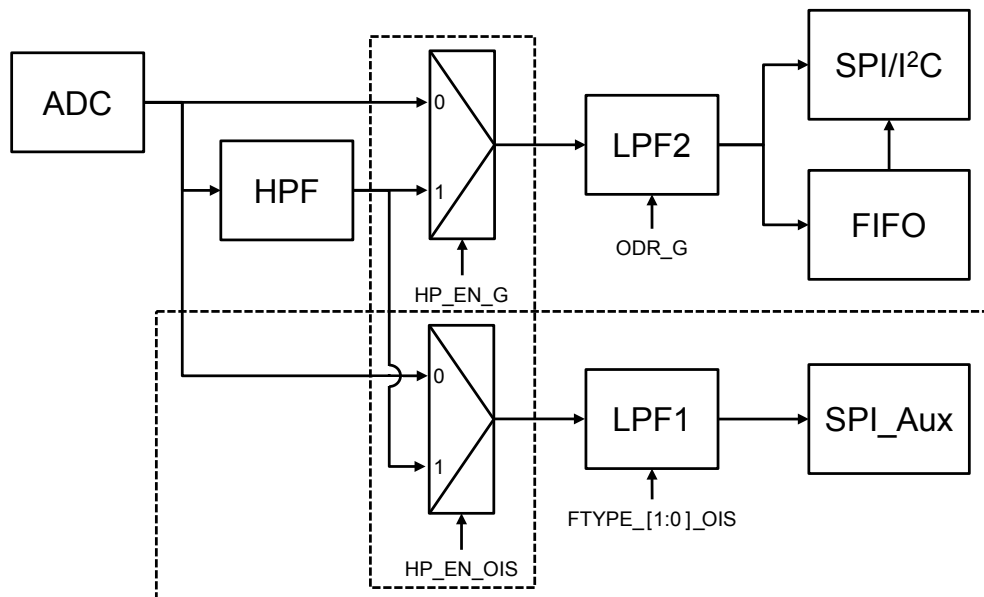 ADC
HPF
0
1
HP_EN_G
LPF2
ODR_G
SPI/I²C
FIFO
0
1
HP_EN_OIS
LPF1
FTYPE_[1:0]_OIS
SPI_Aux